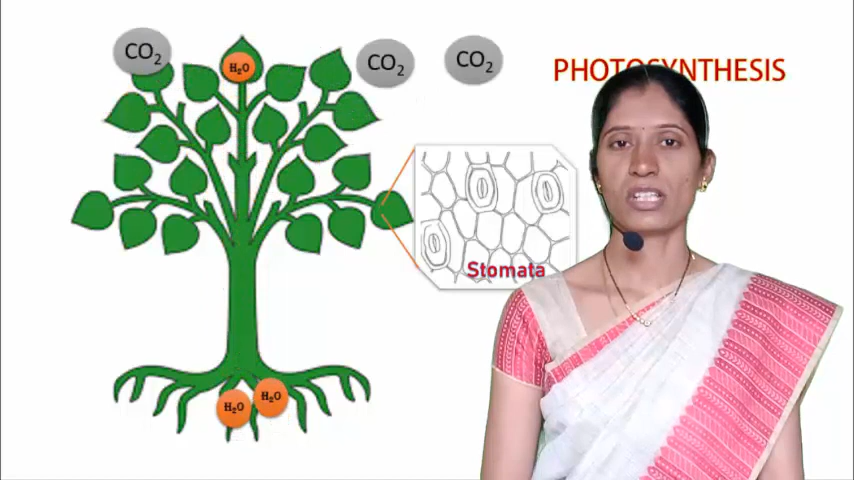 CO₂
CO₂
CO₂
H₂O
PHOTOSYNTHESIS
Stomata
H₂O
H₂O